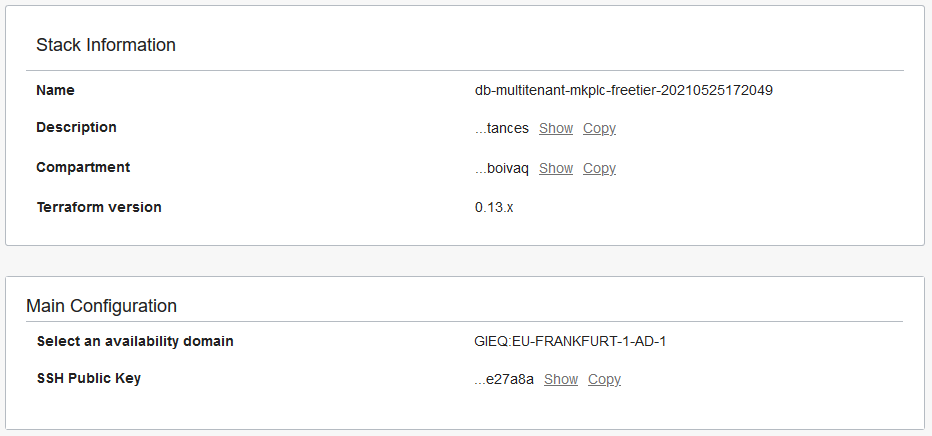 Stack Information
Name db-multitenant-mkplc-freetier-20210525172049
Description ...tances Show Copy
Compartment ...boivaq Show Copy
Terraform version 0.13.x
Main Configuration
Select an availability domain GIEQ:EU-FRANKFURT-1-AD-1
SSH Public Key ...e27a8a Show Copy